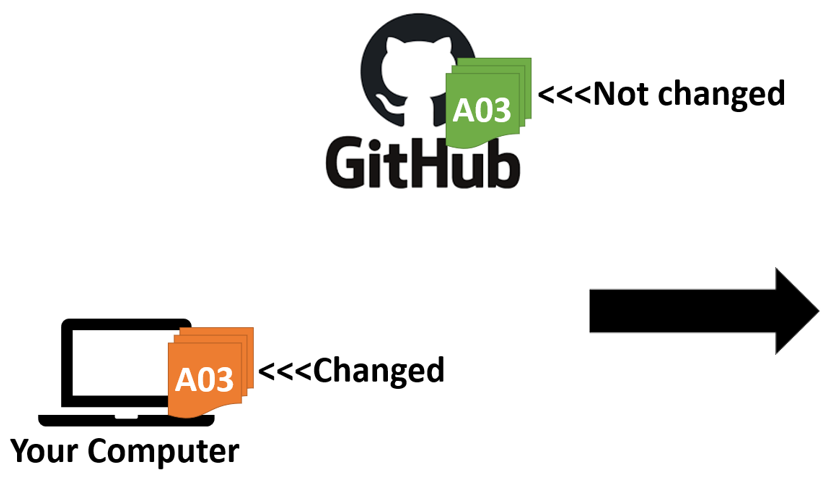 A03
<<<Not changed
GitHub
A03
<<<Changed
Your Computer